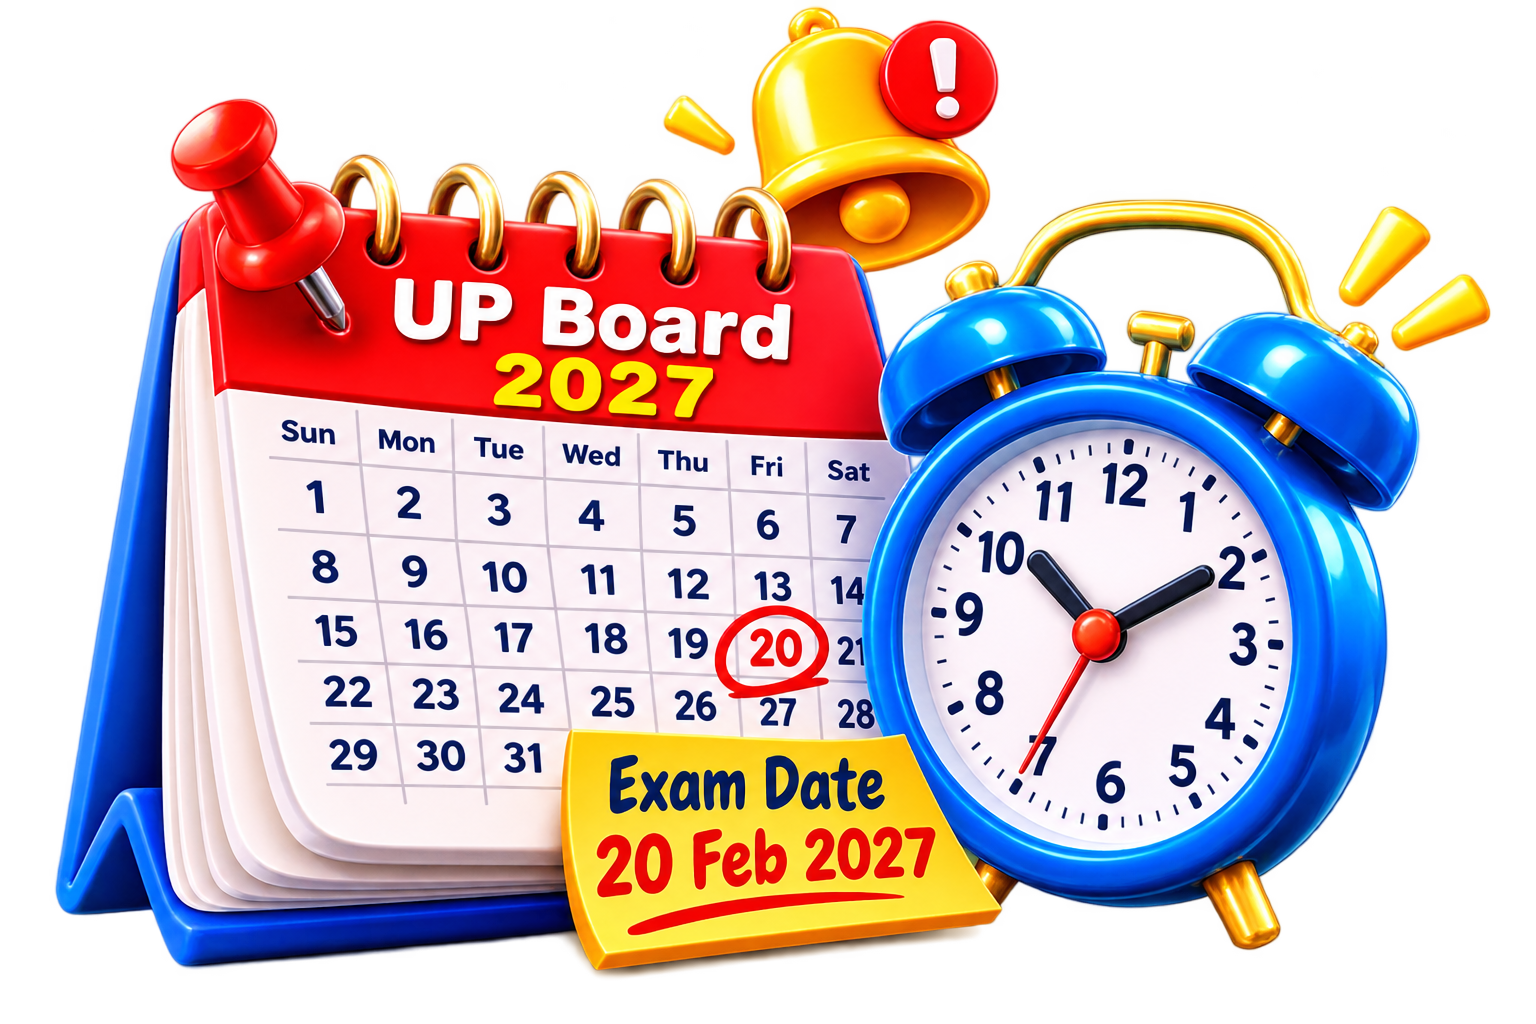 UP Board
2027
Sun Mon Tue Wed Thu Fri Sat
1 2 3 4 5 6 7
8 9 10 11 12 13 14
15 16 17 18 19 20 21
22 23 24 25 26 27 28
29 30 31
Exam Date
20 Feb 2027
!
12
1
2
3
4
5
6
7
8
9
10
11